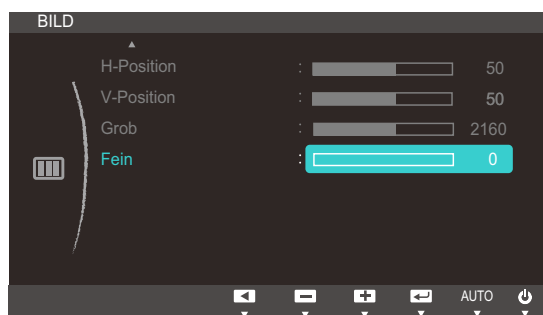 BILD
H-Position : 50
V-Position : 50
Grob : 2160
Fein : 0
AUTO